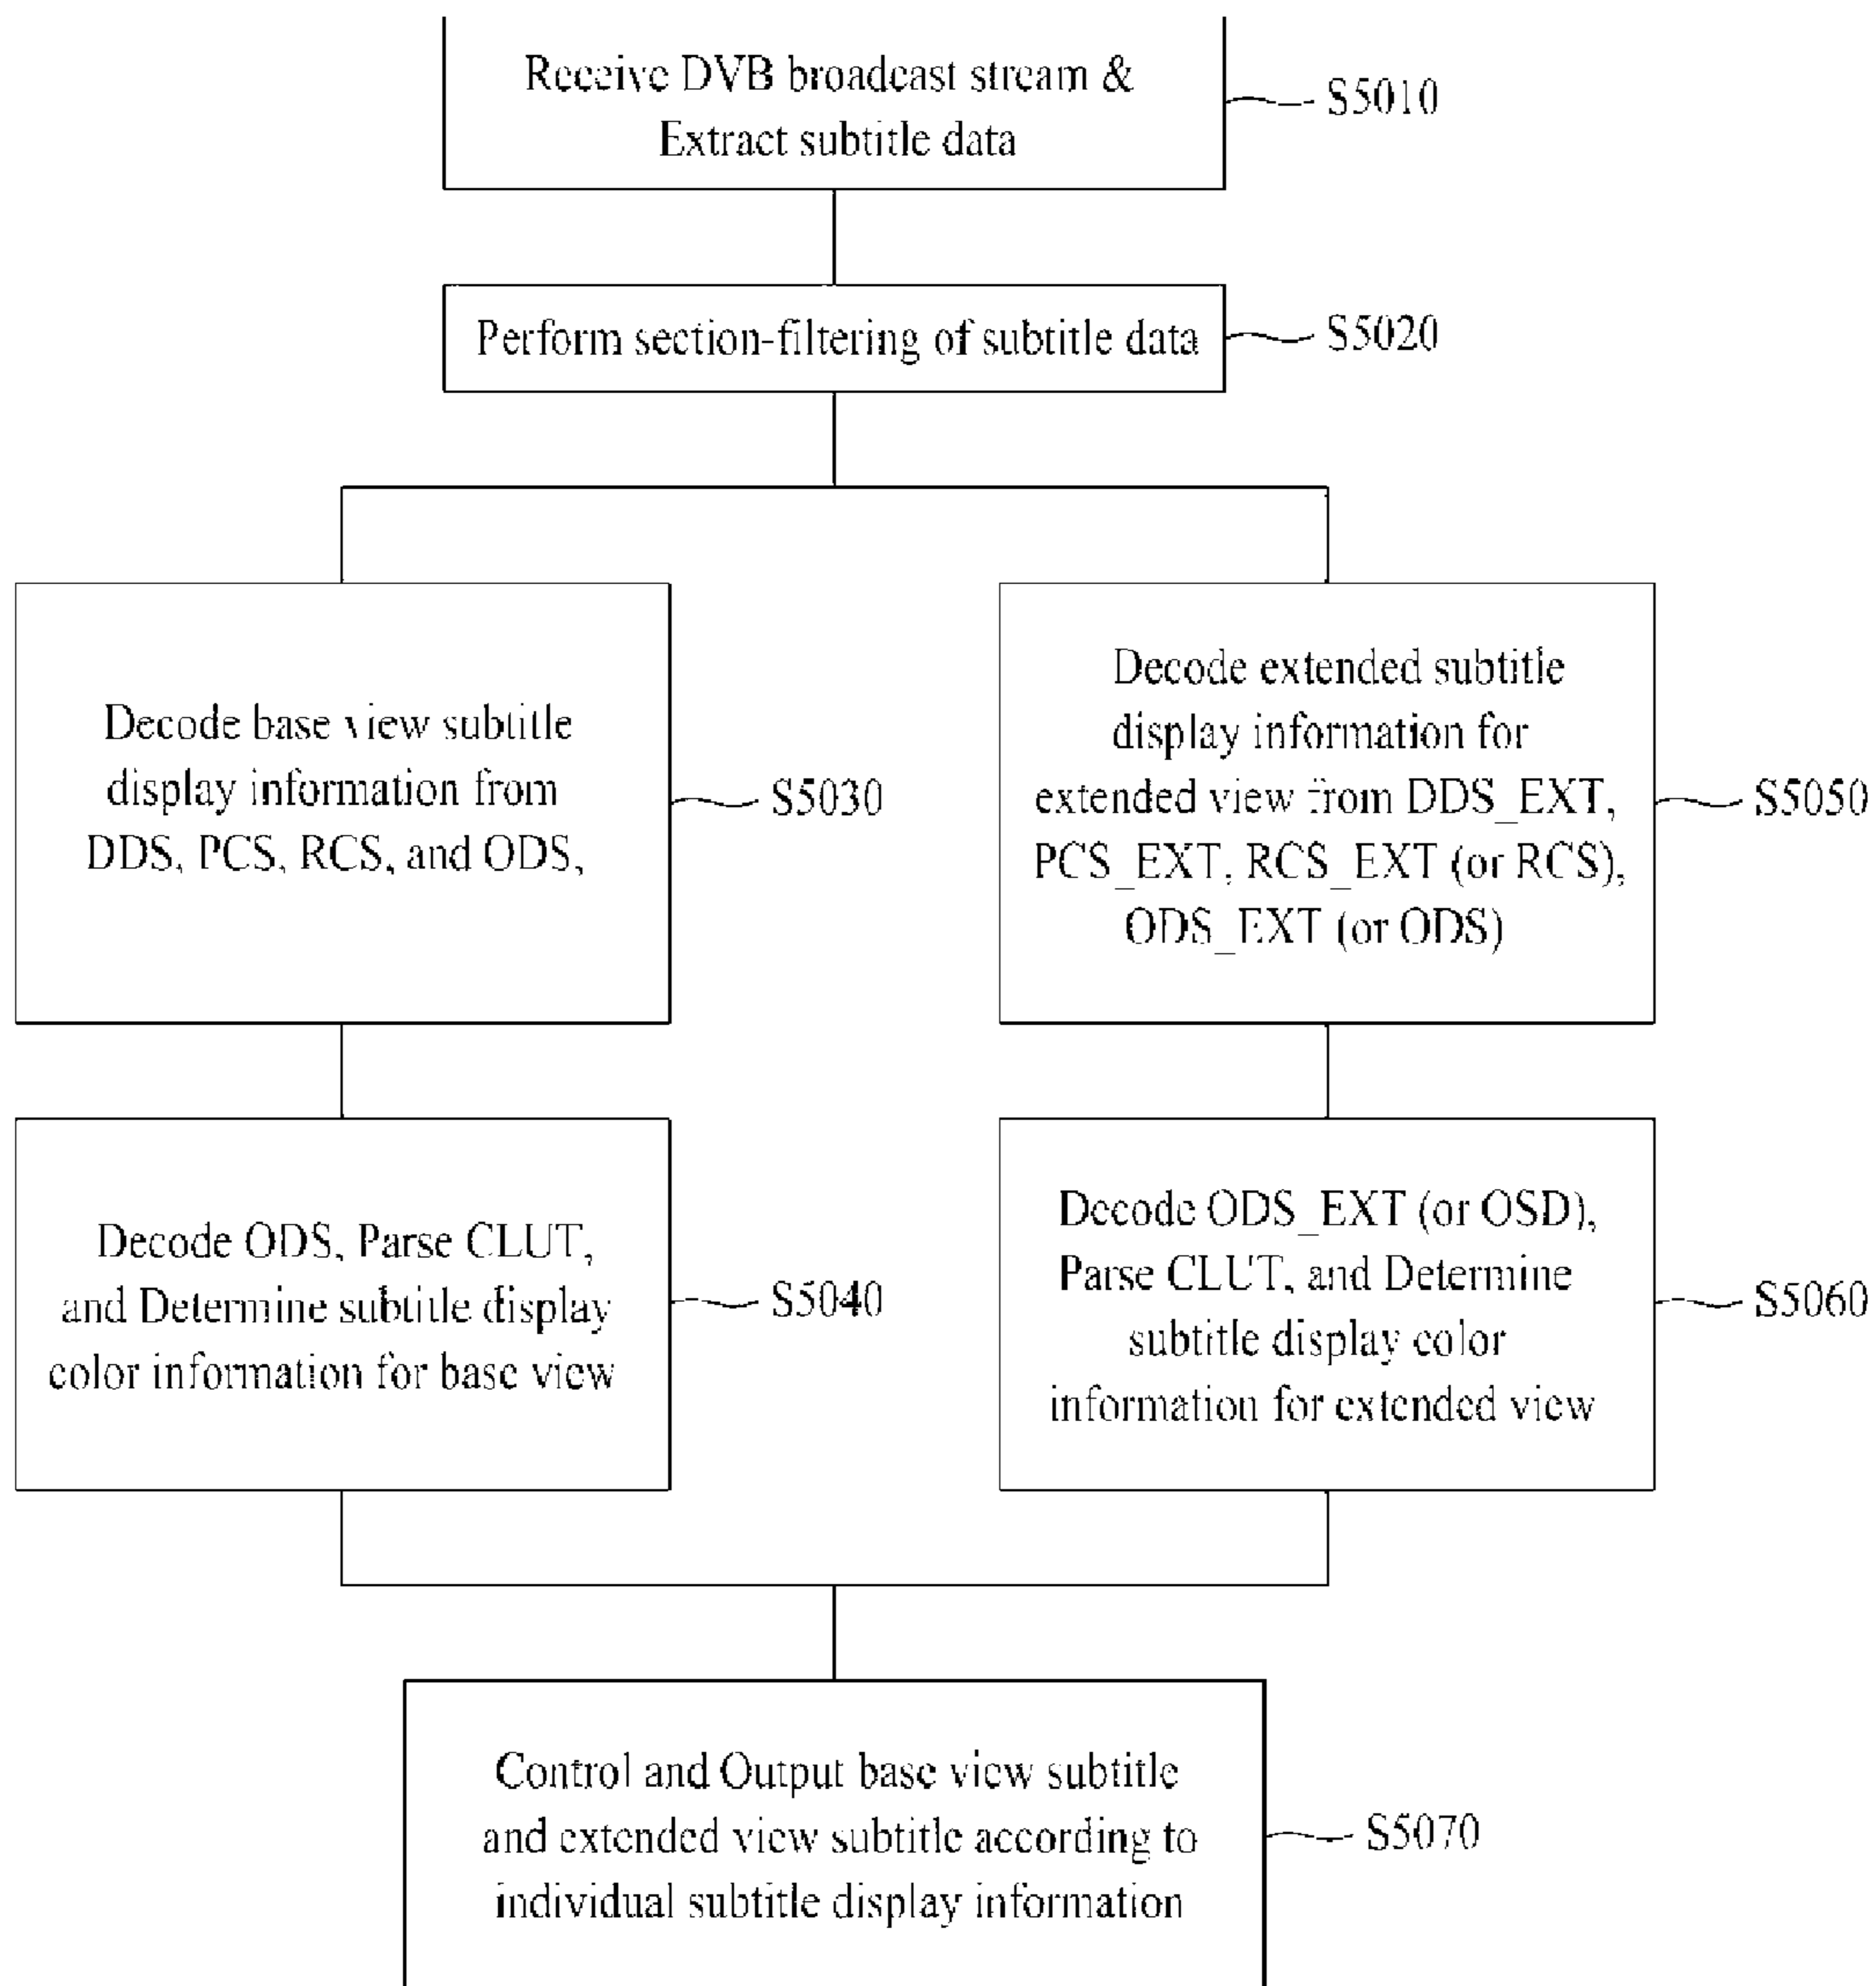 Receive DVB broadcast stream &
Extract subtitle data
S5010
Perform section-filtering of subtitle data
S5020
Decode base view subtitle
display information from
DDS, PCS, RCS, and ODS,
S5030
Decode extended subtitle
display information for
extended view from DDS_EXT,
PCS_EXT, RCS_EXT (or RCS),
ODS_EXT (or ODS)
S5050
Decode ODS, Parse CLUT,
and Determine subtitle display
color information for base view
S5040
Decode ODS_EXT (or OSD),
Parse CLUT, and Determine
subtitle display color
information for extended view
S5060
Control and Output base view subtitle
and extended view subtitle according to
individual subtitle display information
S5070